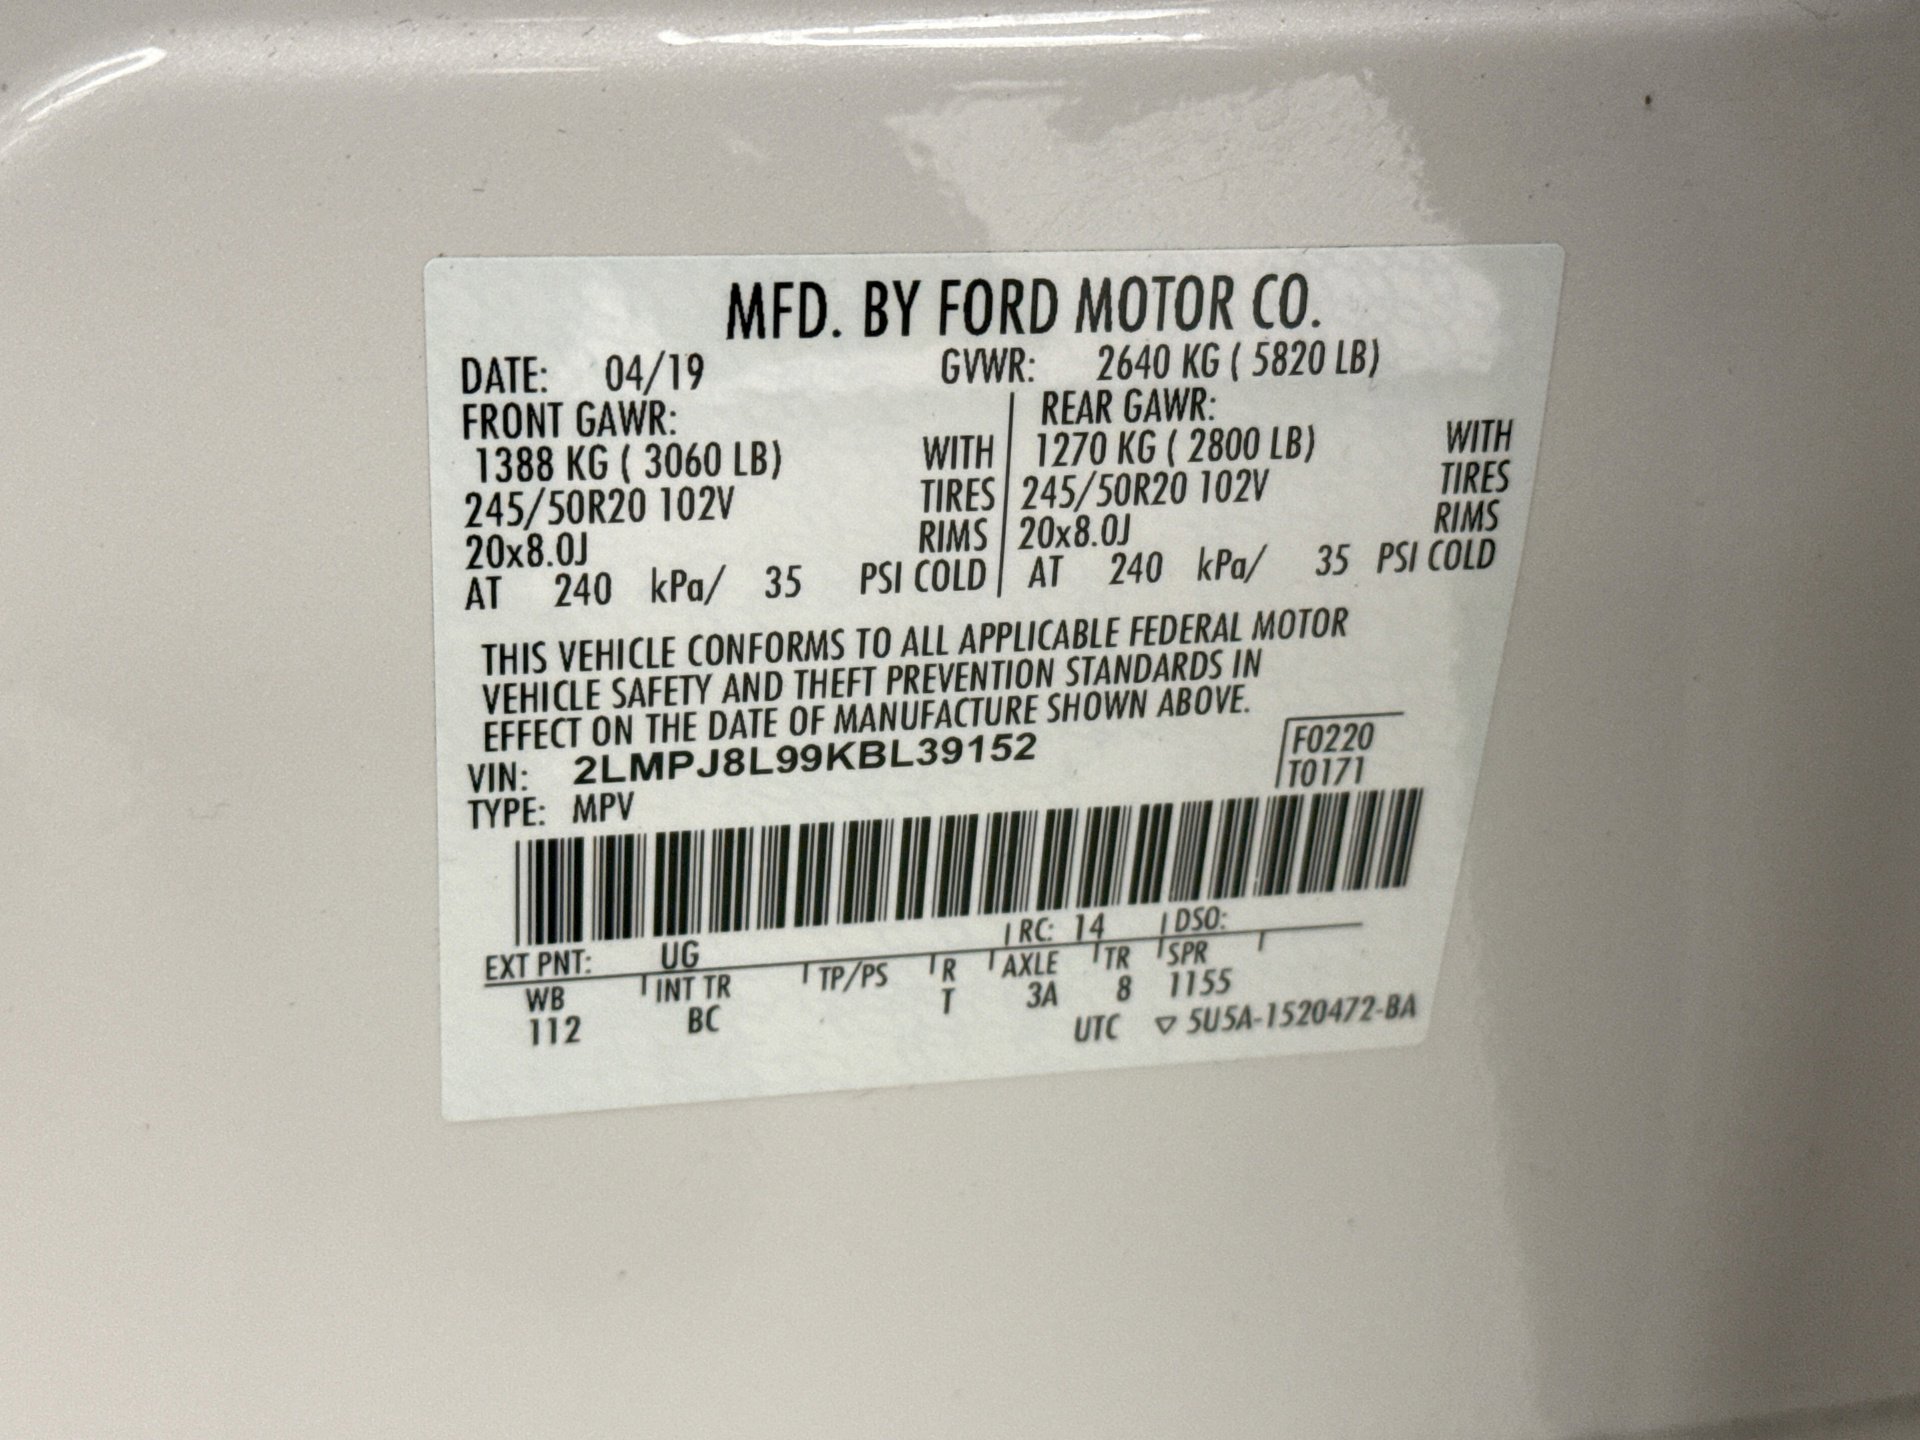 MFD. BY FORD MOTOR CO.
DATE: 04/19 GVWR: 2640 KG ( 5820 LB)
FRONT GAWR: REAR GAWR:
1388 KG ( 3060 LB) WITH 1270 KG ( 2800 LB) WITH
245/50R20 102V TIRES 245/50R20 102V TIRES
20x8.0J RIMS 20x8.0J RIMS
AT 240 kPa/ 35 PSI COLD AT 240 kPa/ 35 PSI COLD
THIS VEHICLE CONFORMS TO ALL APPLICABLE FEDERAL MOTOR
VEHICLE SAFETY AND THEFT PREVENTION STANDARDS IN
EFFECT ON THE DATE OF MANUFACTURE SHOWN ABOVE.
VIN: 2LMPJ8L99KBL39152 F0220
TYPE: MPV T0171
EXT PNT: UG RC: 14 DSO:
WB INT TR TP/PS R AXLE TR SPR
112 BC T 3A 8 1155
UTC ▽ 5U5A-1520472-BA